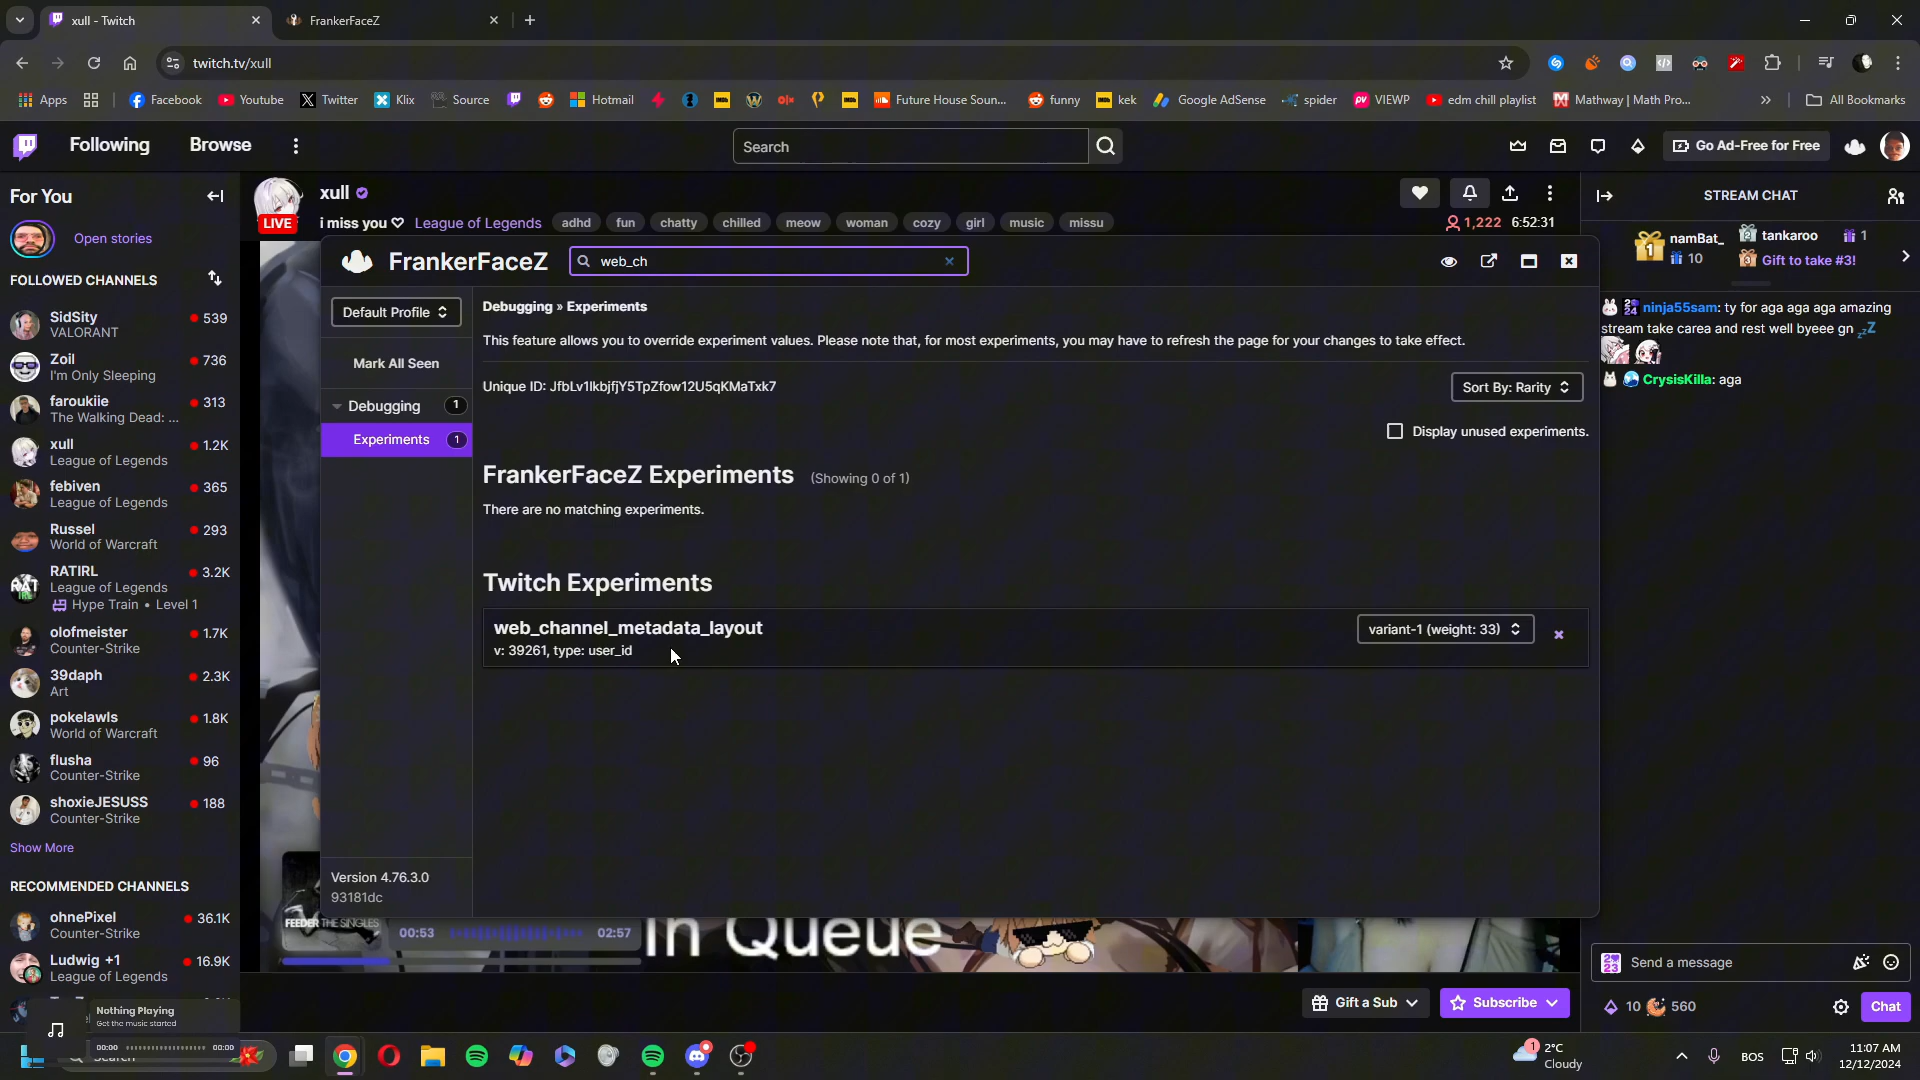 xull - Twitch
FrankerFaceZ
twitch.tv/xull
Apps
Facebook
Youtube
Twitter
Klix
Source
Hotmail
Future House Soun...
funny
kek
Google AdSense
spider
VIEWP
edm chill playlist
Mathway | Math Pro...
All Bookmarks
Following
Browse
Search
Go Ad-Free for Free
For You
Open stories
FOLLOWED CHANNELS
SidSity
539
VALORANT
Zoil
736
I'm Only Sleeping
faroukiie
313
The Walking Dead: ...
xull
1.2K
League of Legends
febiven
365
League of Legends
Russel
293
World of Warcraft
RATIRL
3.2K
League of Legends
Hype Train • Level 1
olofmeister
1.7K
Counter-Strike
39daph
2.3K
Art
pokelawls
1.8K
World of Warcraft
flusha
96
Counter-Strike
shoxieJESUSS
188
Counter-Strike
Show More
RECOMMENDED CHANNELS
ohnePixel
36.1K
Counter-Strike
Ludwig +1
16.9K
League of Legends
Nothing Playing
Get the music started
00:00
00:00
xull
LIVE
i miss you ♡ League of Legends adhd fun chatty chilled meow woman cozy girl music missu
1,222 6:52:31
FrankerFaceZ
web_ch
Default Profile
Mark All Seen
Debugging 1
Experiments 1
Version 4.76.3.0
93181dc
Debugging » Experiments
This feature allows you to override experiment values. Please note that, for most experiments, you may have to refresh the page for your changes to take effect.
Unique ID: JfbLv1lkbjfjY5TpZfow12U5qKMaTxk7
Sort By: Rarity
Display unused experiments.
FrankerFaceZ Experiments (Showing 0 of 1)
There are no matching experiments.
Twitch Experiments
web_channel_metadata_layout
v: 39261, type: user_id
variant-1 (weight: 33)
FEEDER THE SINGLES
00:53
02:57
In Queue
Gift a Sub
Subscribe
STREAM CHAT
1 namBat_
10
2 tankaroo 1
3 Gift to take #3!
ninja55sam: ty for aga aga aga amazing
stream take carea and rest well byeee gn
CrysisKilla: aga
Send a message
10
560
Chat
Search
1
2°C
Cloudy
BOS
11:07 AM
12/12/2024